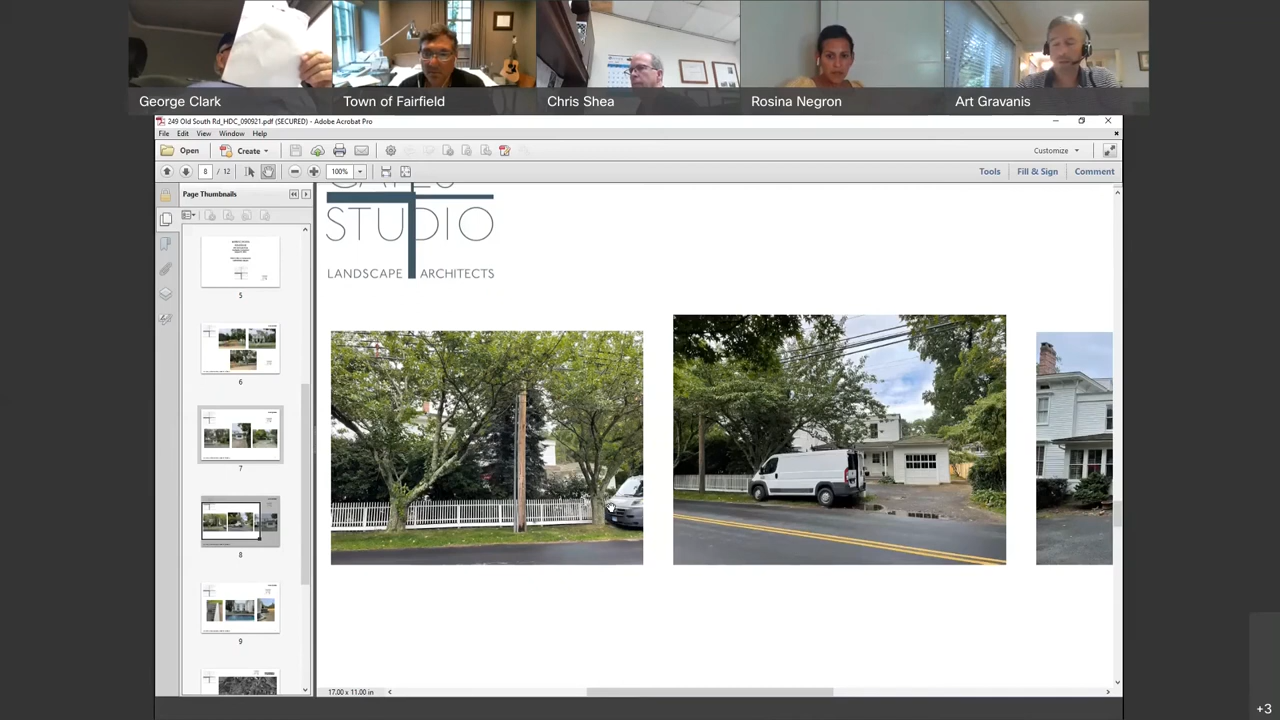 George Clark
Town of Fairfield
Chris Shea
Rosina Negron
Art Gravanis
249 Old South Rd_HDC_090921.pdf (SECURED) - Adobe Acrobat Pro
File Edit View Window Help
Open Create Customize
8 / 12 100% Tools Fill & Sign Comment
Page Thumbnails
STUDIO
LANDSCAPE ARCHITECTS
5
6
7
8
9
17.00 x 11.00 in
+3